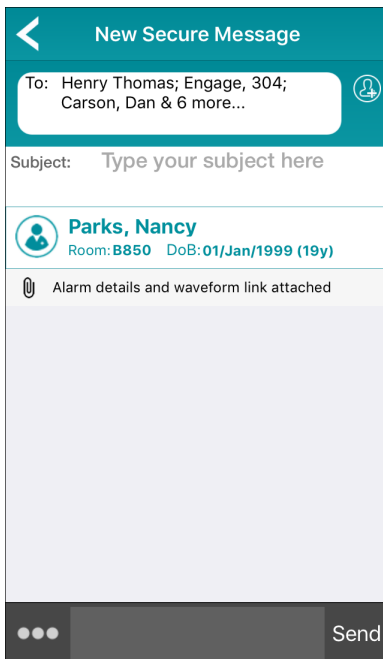 New Secure Message
To: Henry Thomas; Engage, 304;
Carson, Dan & 6 more...
Subject: Type your subject here
Parks, Nancy
Room: B850 DoB: 01/Jan/1999 (19y)
Alarm details and waveform link attached
Send